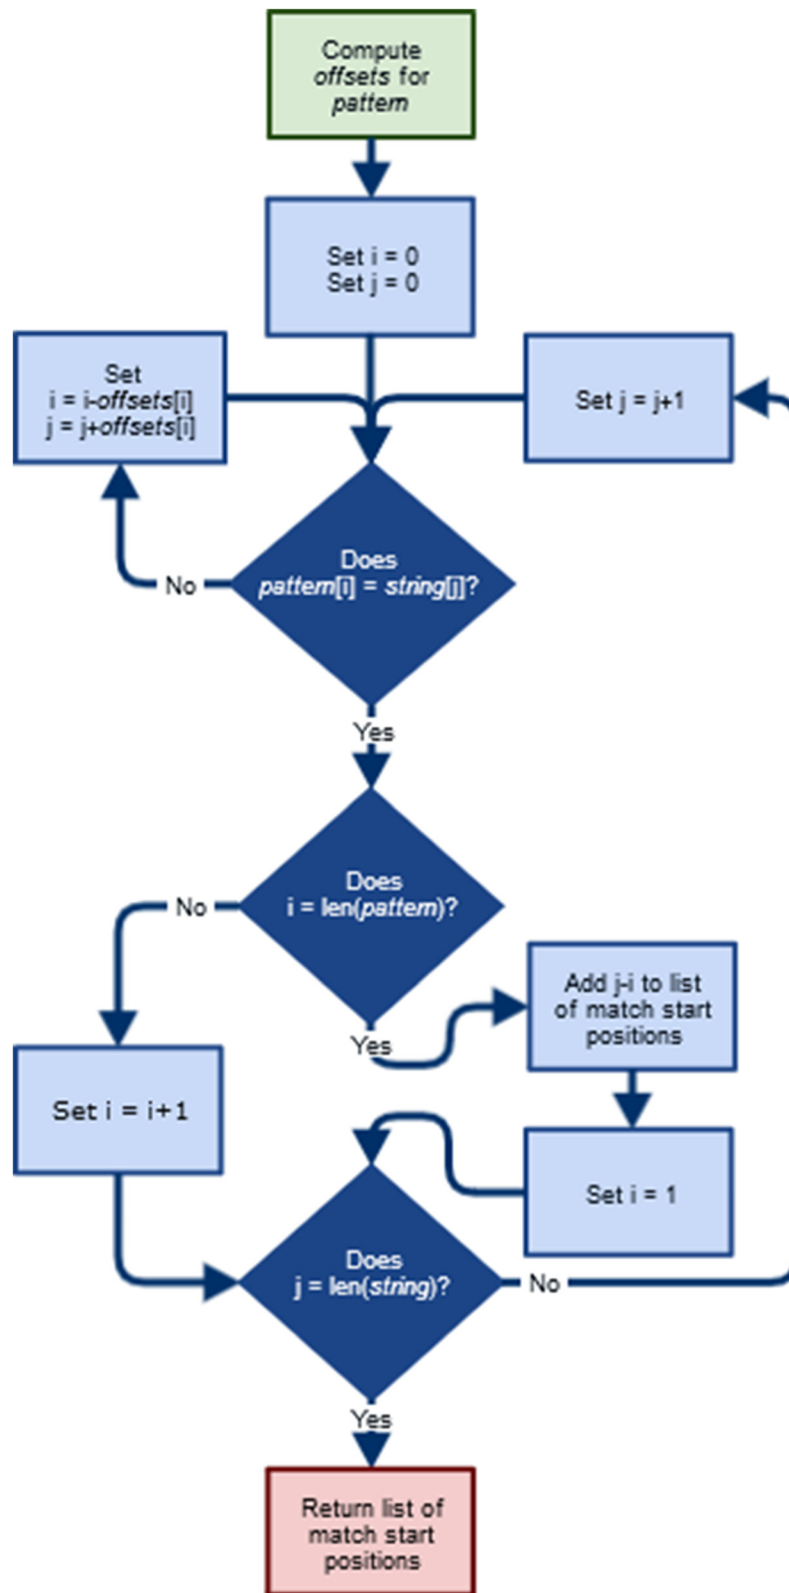 Compute
offsets for
pattern
Set i = 0
Set j = 0
Set
i = i-offsets[i]
j = j+offsets[i]
Set j = j+1
Does
pattern[i] = string[j]?
No
Yes
Does
i = len(pattern)?
No
Yes
Add j-i to list
of match start
positions
Set i = i+1
Set i = 1
Does
j = len(string)?
No
Yes
Return list of
match start
positions